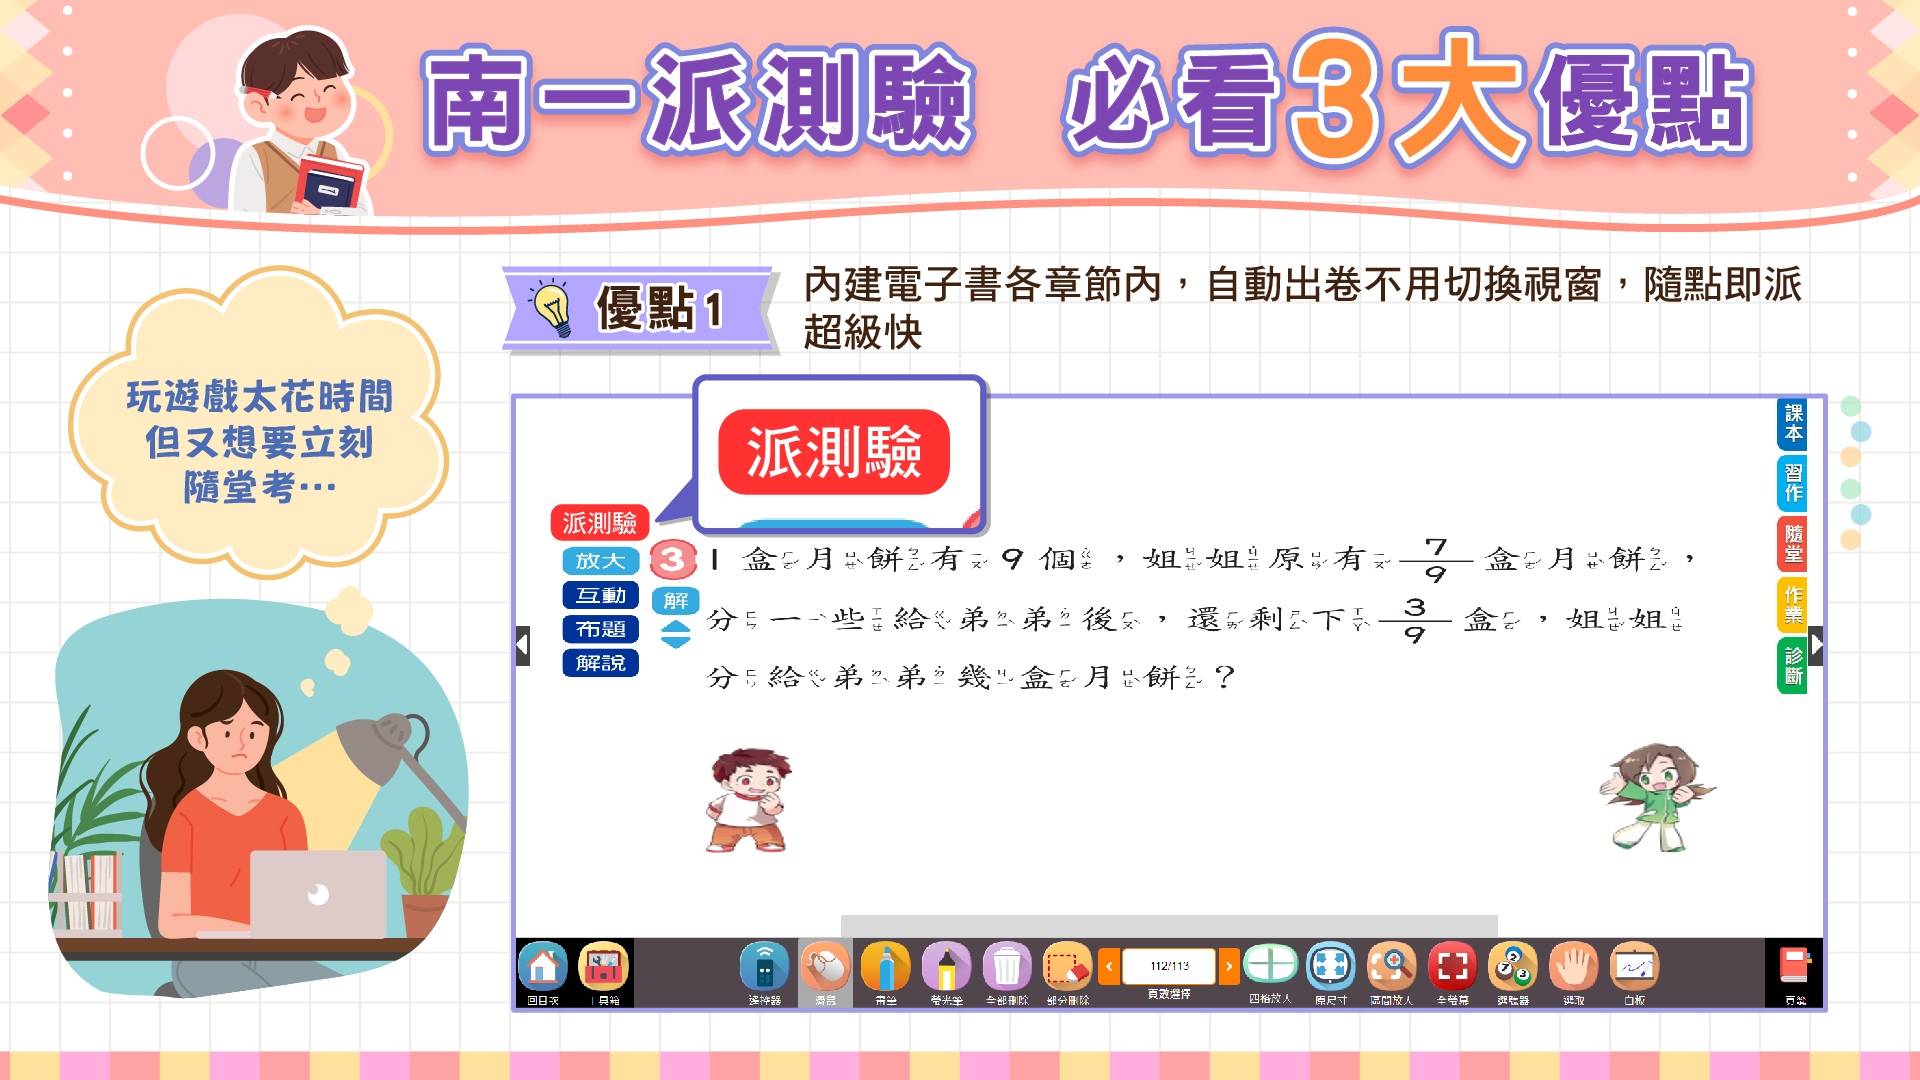 南一派測驗 必看3大優點
優點1
內建電子書各章節內，自動出卷不用切換視窗，隨點即派
超級快
玩遊戲太花時間
但又想要立刻
隨堂考…
派測驗
派測驗
放大
互動
布題
解說
3
解
1 盒月餅有 9 個，姐姐原有 7/9 盒月餅，
分一些給弟弟後，還剩下 3/9 盒，姐姐
分給弟弟幾盒月餅？
課本
習作
隨堂
作業
診斷
回目次
工具箱
遙控器
滑鼠
畫筆
螢光筆
全部刪除
部分刪除
112/113
頁數選擇
四格放大
原尺寸
區間放大
全螢幕
選號器
選取
白板
頁籤